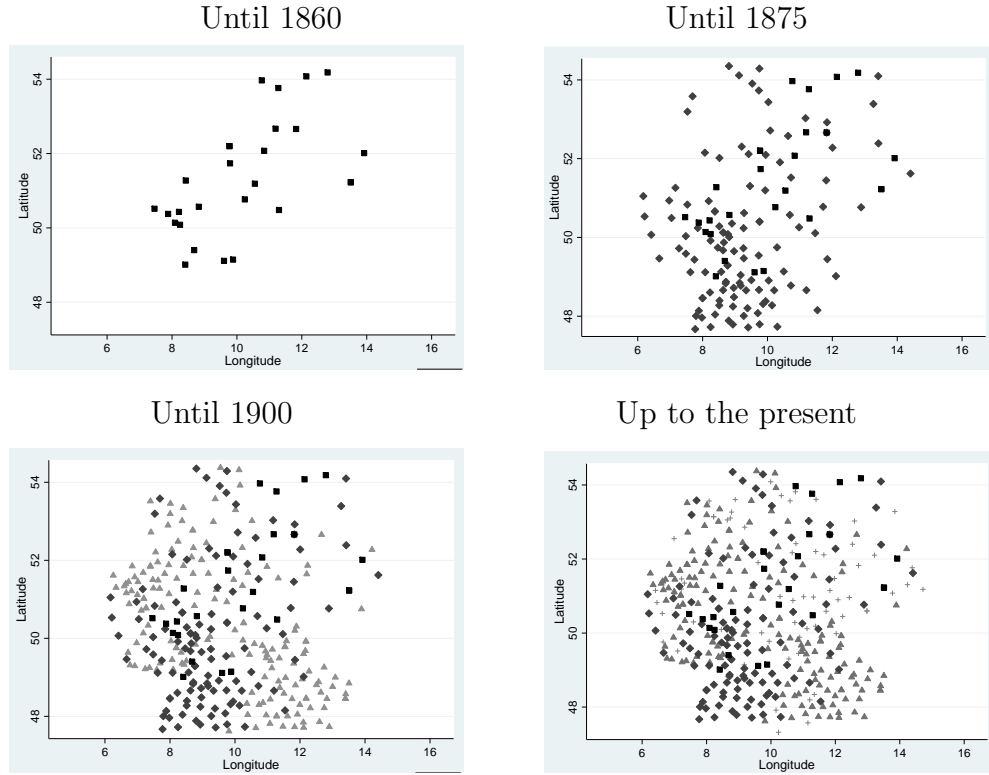 Until 1860
Until 1875
54
52
50
48
Latitude
6 8 10 12 14 16
Longitude
54
52
50
48
Latitude
6 8 10 12 14 16
Longitude
Until 1900
Up to the present
54
52
50
48
Latitude
6 8 10 12 14 16
Longitude
54
52
50
48
Latitude
6 8 10 12 14 16
Longitude